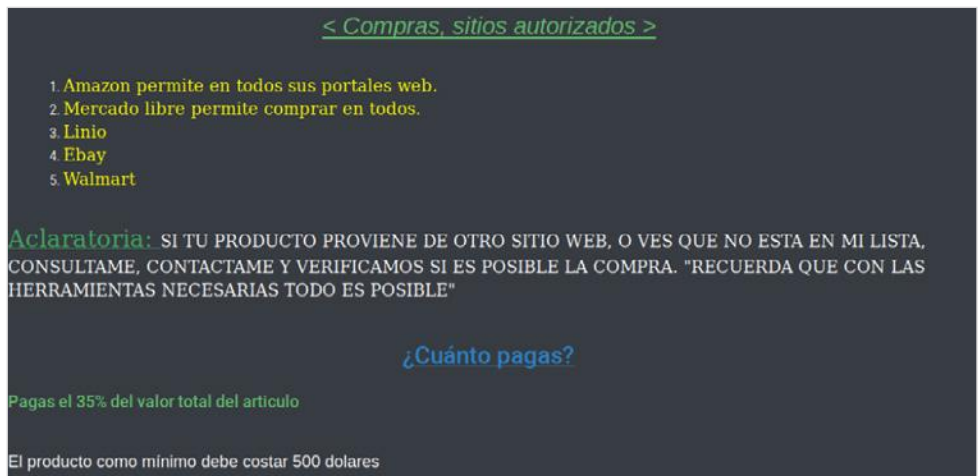 < Compras, sitios autorizados >
1. Amazon permite en todos sus portales web.
2. Mercado libre permite comprar en todos.
3. Linio
4. Ebay
5. Walmart
Aclaratoria: SI TU PRODUCTO PROVIENE DE OTRO SITIO WEB, O VES QUE NO ESTA EN MI LISTA,
CONSULTAME, CONTACTAME Y VERIFICAMOS SI ES POSIBLE LA COMPRA. "RECUERDA QUE CON LAS
HERRAMIENTAS NECESARIAS TODO ES POSIBLE"
¿Cuánto pagas?
Pagas el 35% del valor total del articulo
El producto como mínimo debe costar 500 dolares